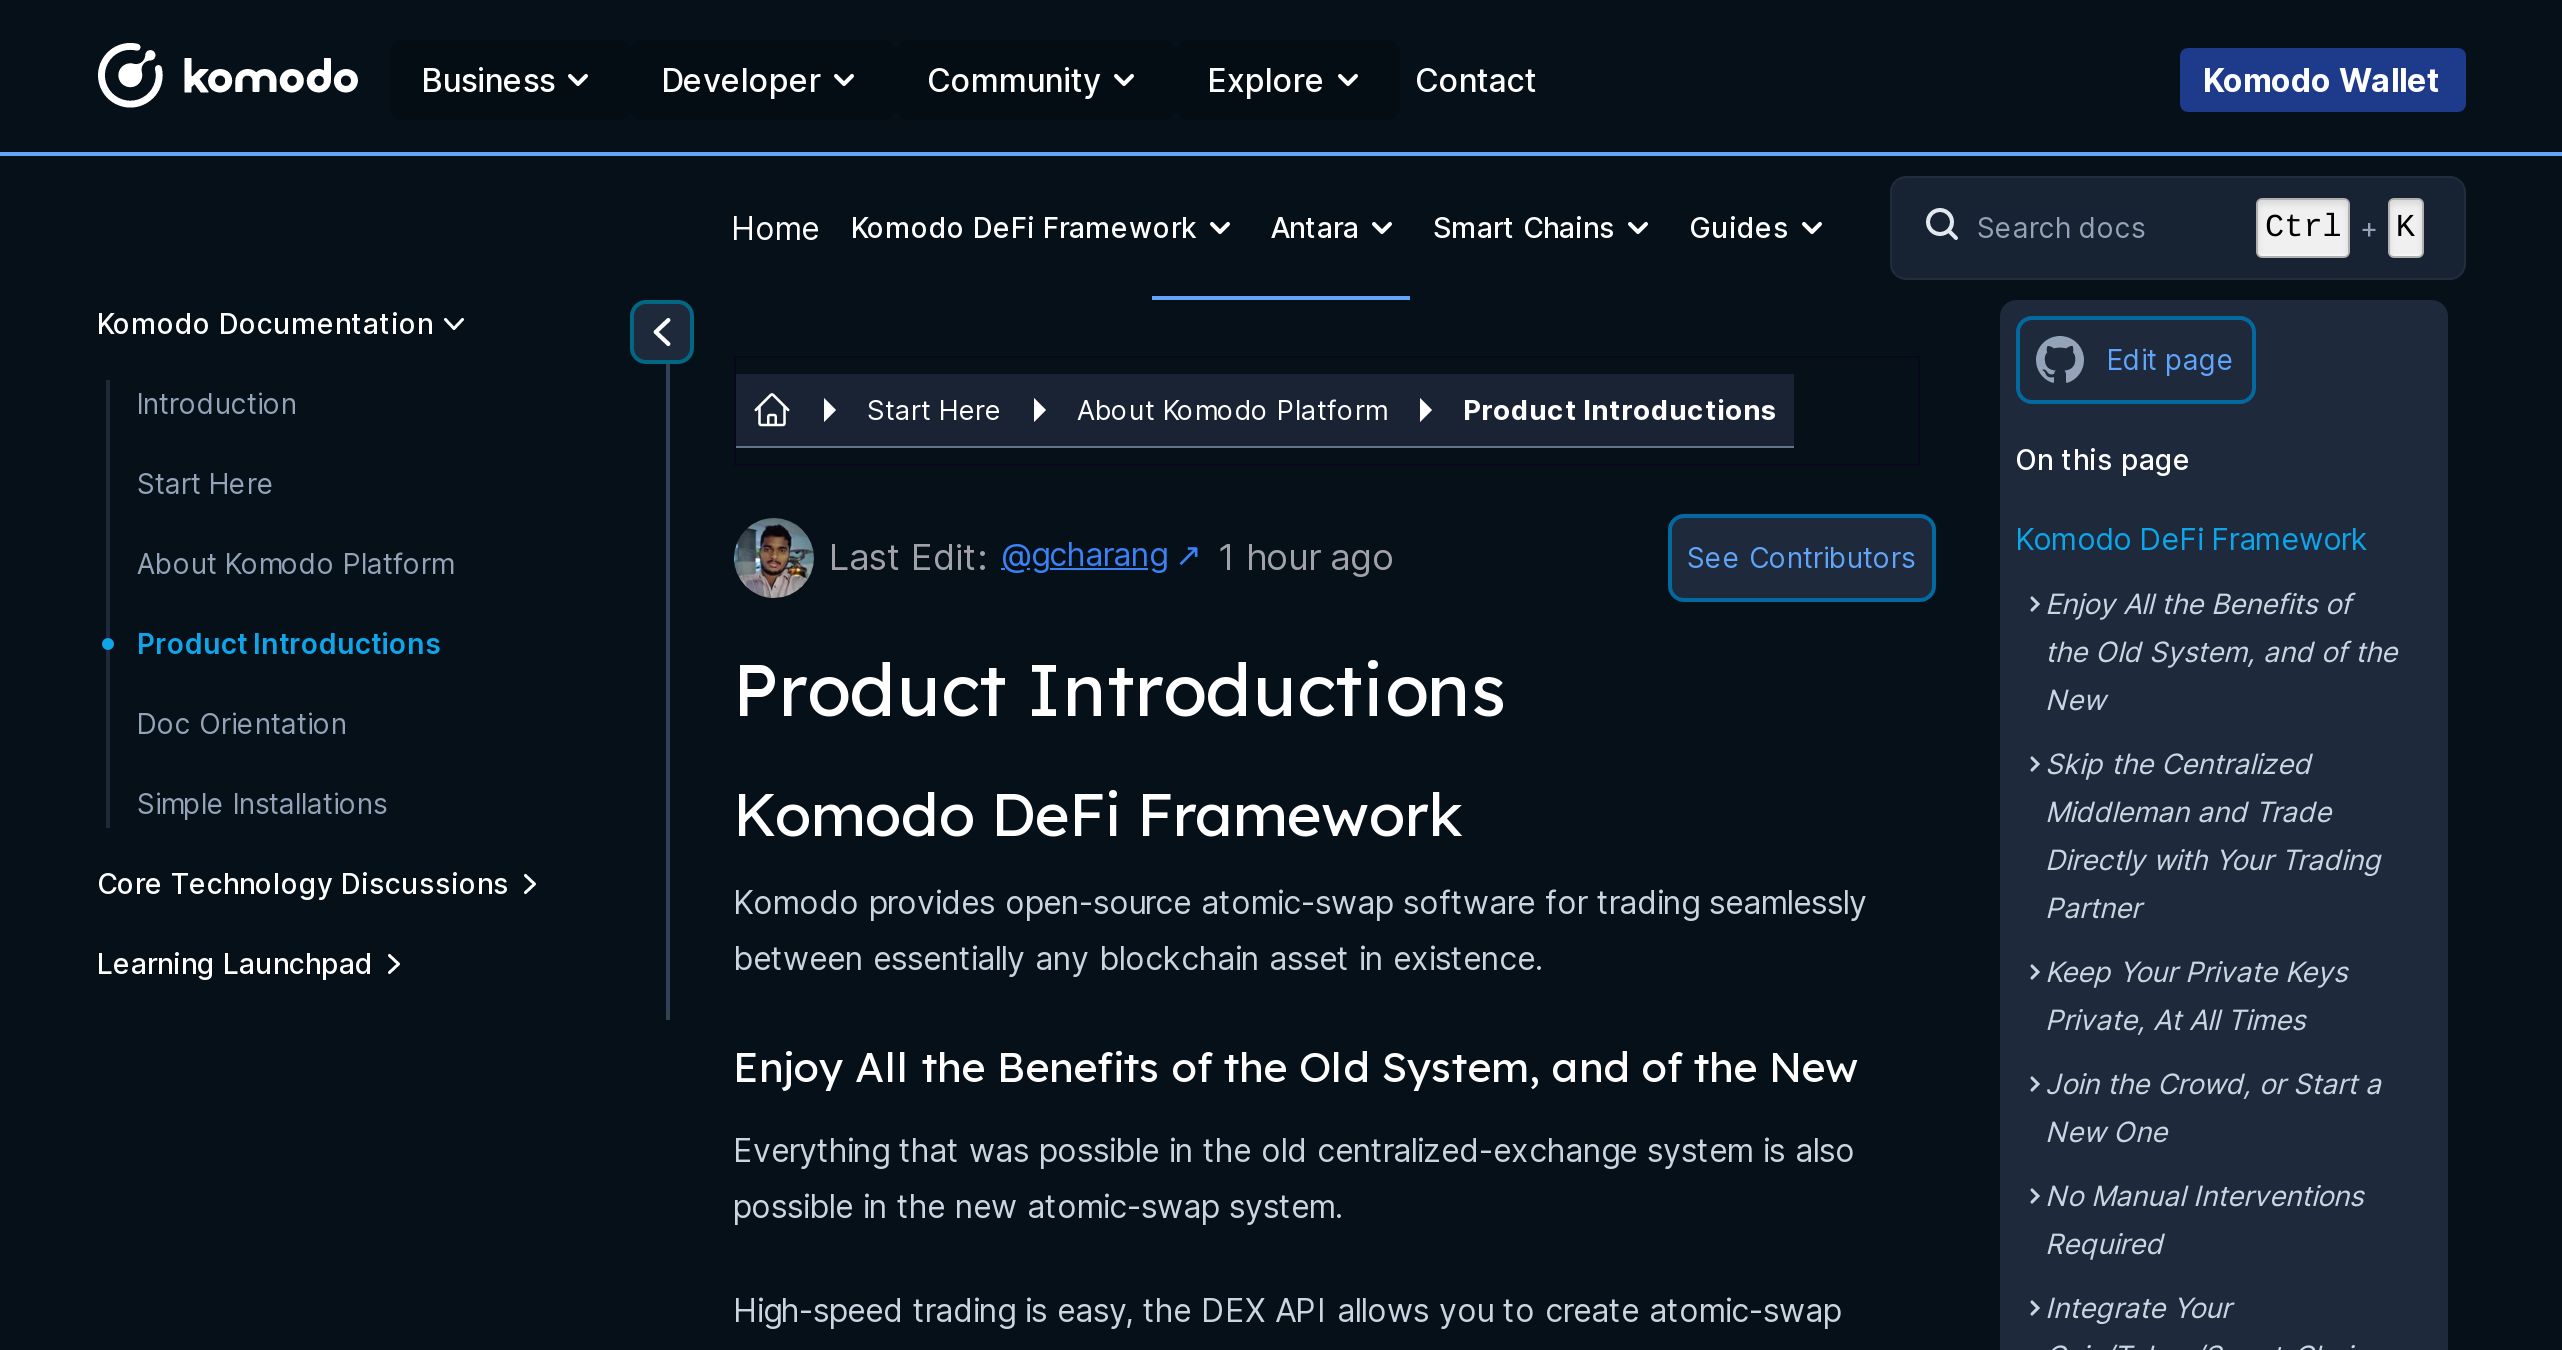 komodo
Business
Developer
Community
Explore
Contact
Komodo Wallet
Home
Komodo DeFi Framework
Antara
Smart Chains
Guides
Search docs
Ctrl + K
Komodo Documentation
Introduction
Start Here
About Komodo Platform
Product Introductions
Doc Orientation
Simple Installations
Core Technology Discussions
Learning Launchpad
Start Here
About Komodo Platform
Product Introductions
Last Edit: @gcharang ↗ 1 hour ago
See Contributors
Product Introductions
Komodo DeFi Framework
Komodo provides open-source atomic-swap software for trading seamlessly
between essentially any blockchain asset in existence.
Enjoy All the Benefits of the Old System, and of the New
Everything that was possible in the old centralized-exchange system is also
possible in the new atomic-swap system.
High-speed trading is easy, the DEX API allows you to create atomic-swap
Edit page
On this page
Komodo DeFi Framework
Enjoy All the Benefits of
the Old System, and of the
New
Skip the Centralized
Middleman and Trade
Directly with Your Trading
Partner
Keep Your Private Keys
Private, At All Times
Join the Crowd, or Start a
New One
No Manual Interventions
Required
Integrate Your